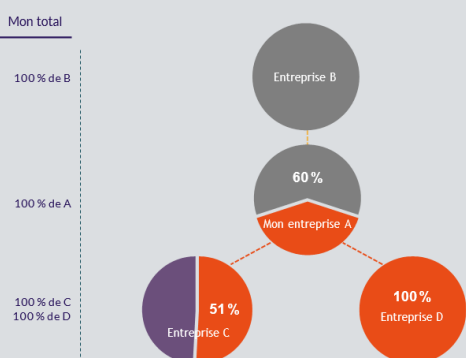 Mon total
100 % de B
Entreprise B
60 %
100 % de A
Mon entreprise A
100 % de C
100 % de D
51 %
Entreprise C
100 %
Entreprise D